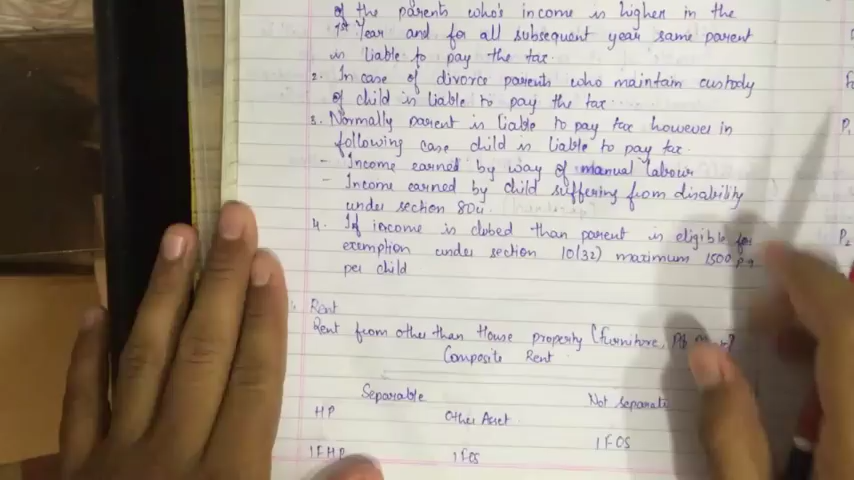 of the parents who's income is higher in the
1st Year and for all subsequent year same parent
is liable to pay the tax.
2. In case of divorce parents who maintain custody
of child is liable to pay the tax
3. Normally parent is liable to pay tax however in
following case child is liable to pay tax.
- Income earned by way of manual labour
- Income earned by child suffering from disability
under section 80u.
4. If income is clubed than parent is eligible for
exemption under section 10(32) maximum 1500 p.a
per child
Rent
Rent from other than House property (furniture,
Composite Rent
Separable Not separate
HP Other Asset
IFHP IFOS IFOS
P1
P2